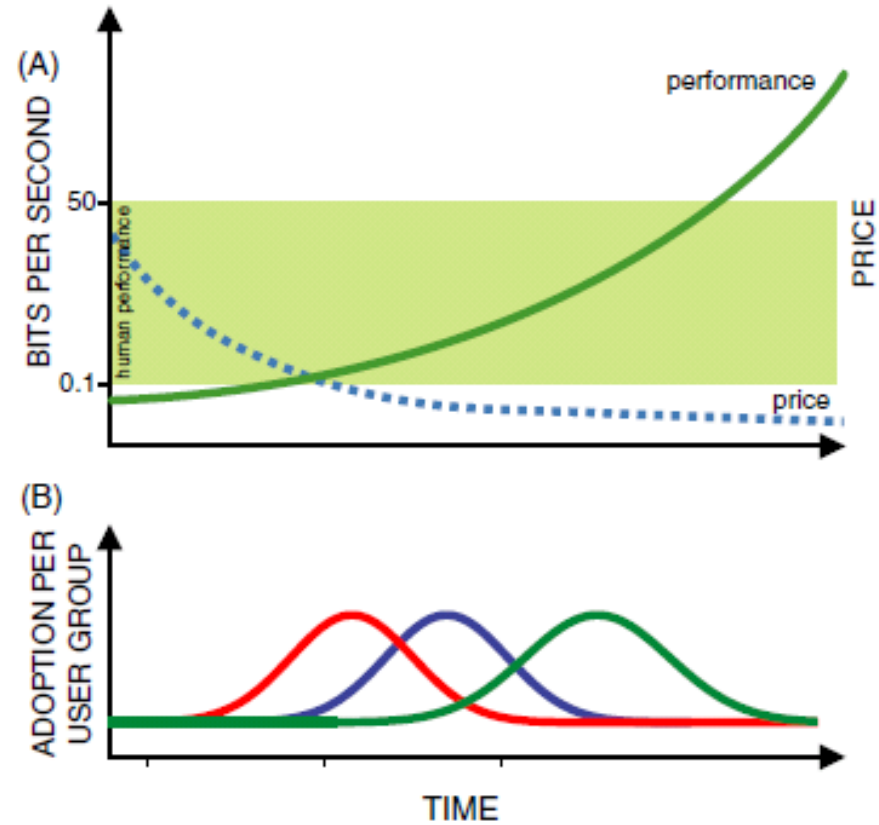 (A)
performance
BITS PER SECOND
50
human performance
PRICE
0.1
price
(B)
ADOPTION PER
USER GROUP
TIME